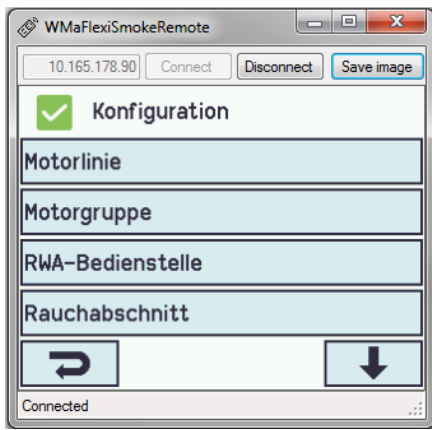 WMaFlexiSmokeRemote
10.165.178.90 Connect Disconnect Save image
Konfiguration
Motorlinie
Motorgruppe
RWA-Bedienstelle
Rauchabschnitt
Connected